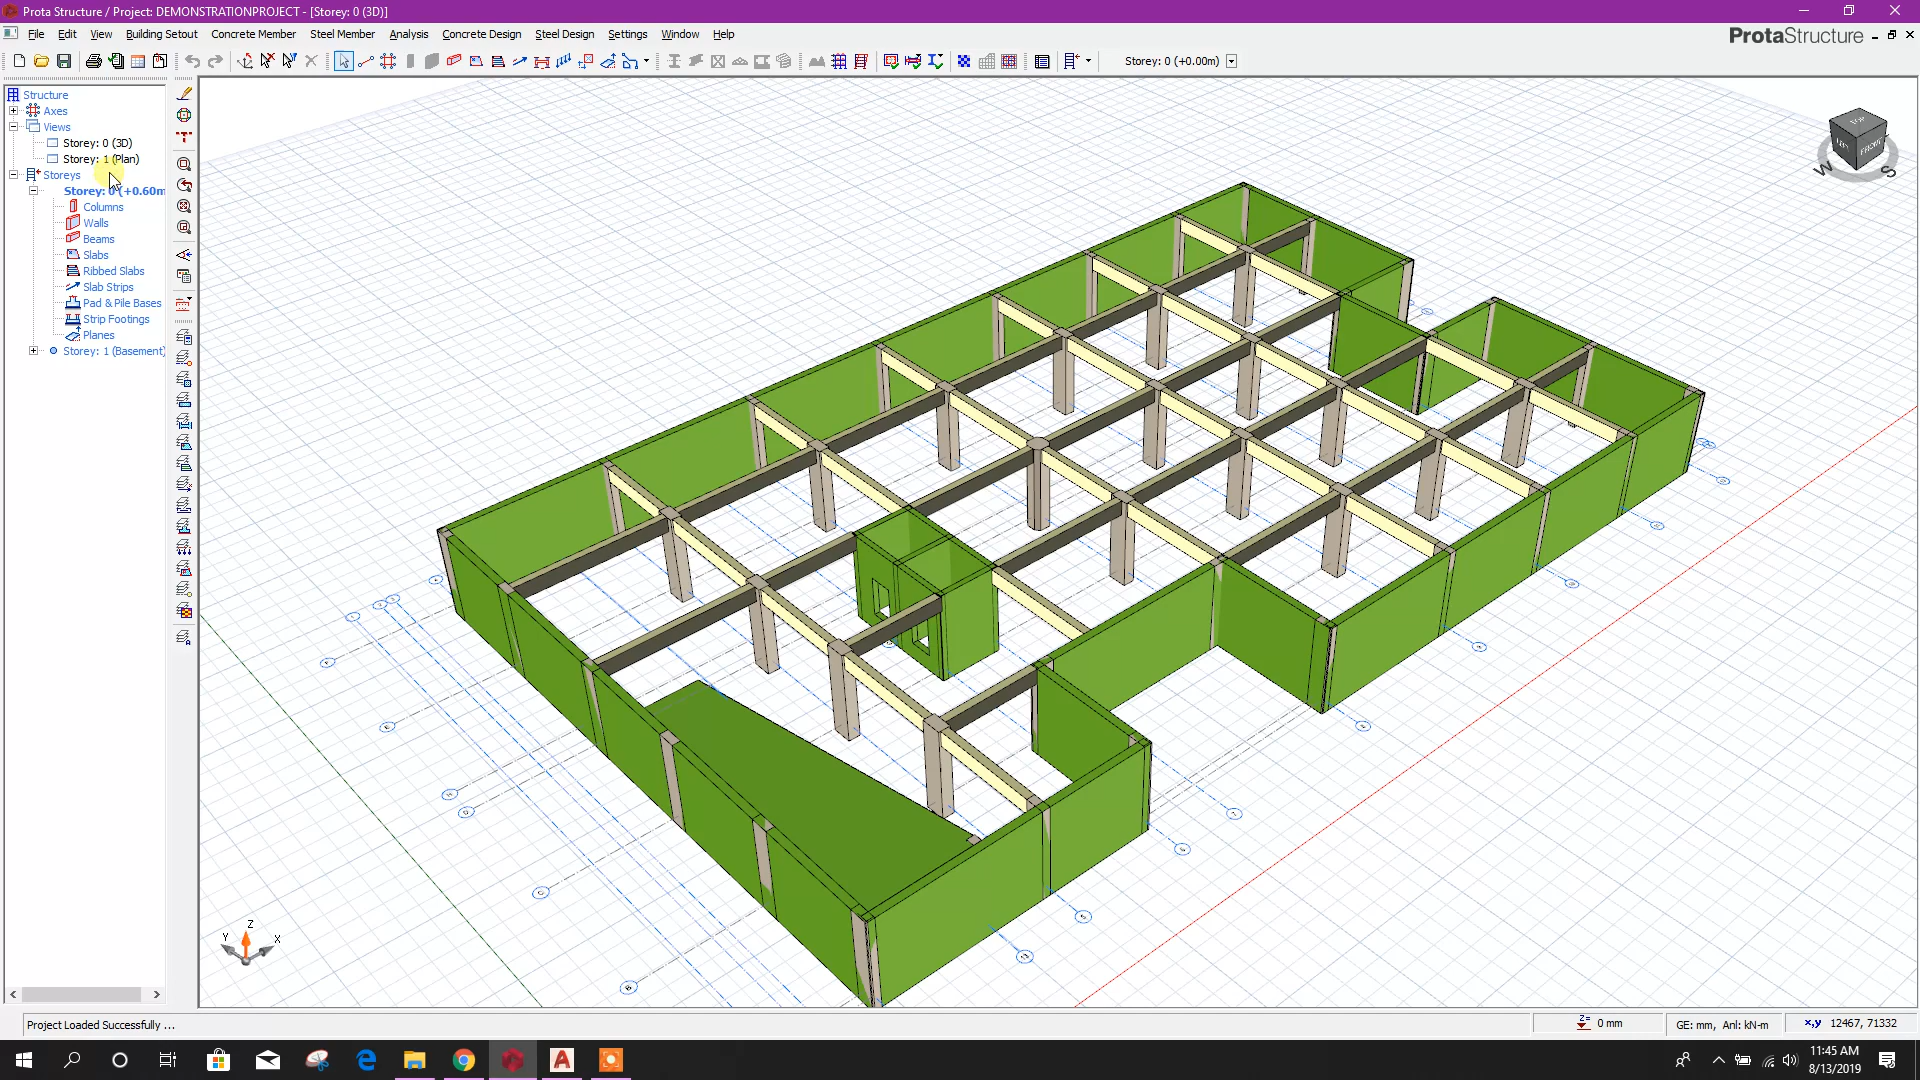 Prota Structure / Project: DEMONSTRATIONPROJECT - [Storey: 0 (3D)]
File Edit View Building Setout Concrete Member Steel Member Analysis Concrete Design Steel Design Settings Window Help
ProtaStructure
Storey: 0 (+0.00m)
Structure
Axes
Views
Storey: 0 (3D)
Storey: 1 (Plan)
Storeys
Storey: 0 (+0.60m
Columns
Walls
Beams
Slabs
Ribbed Slabs
Slab Strips
Pad & Pile Bases
Strip Footings
Planes
Storey: 1 (Basement)
TOP
FRONT
W
S
Z
Y
X
Project Loaded Successfully ...
Z=
0 mm
GE: mm, Anl: kN-m
x,y 12467, 71332
11:45 AM
8/13/2019